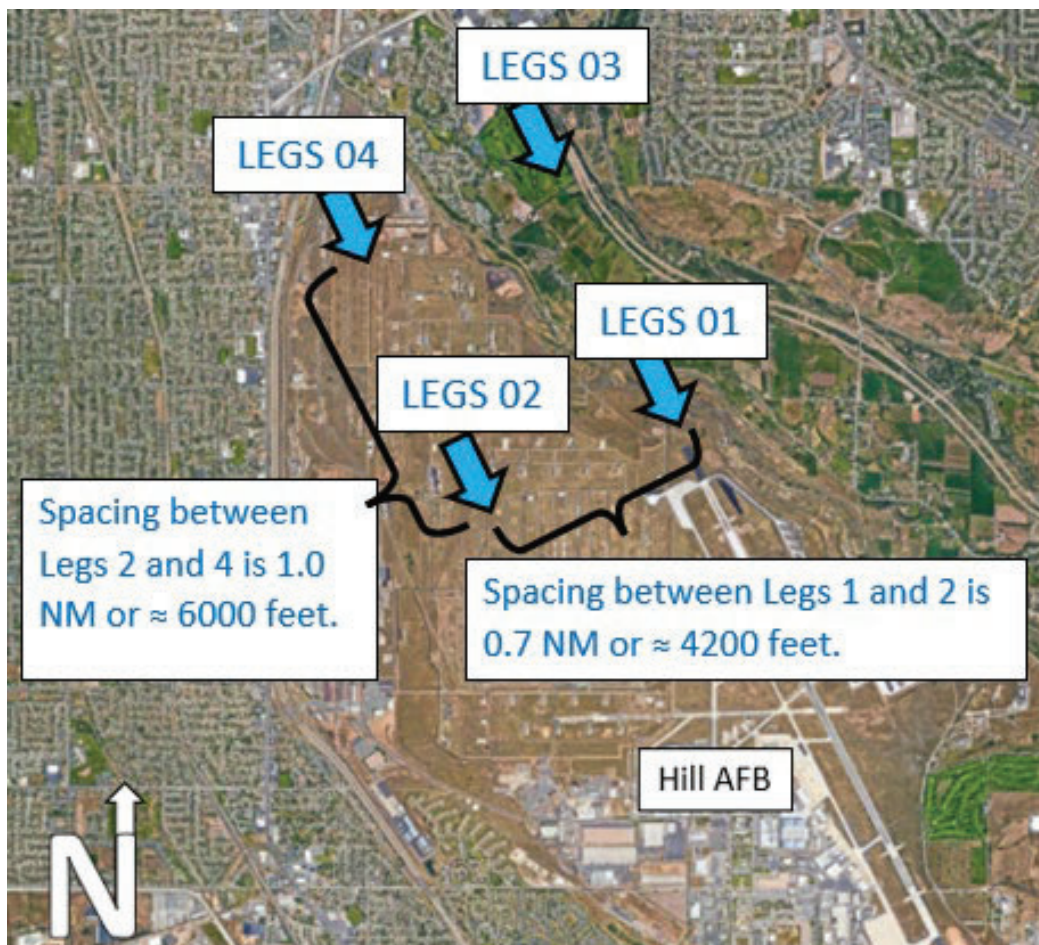 LEGS 03
LEGS 04
LEGS 01
LEGS 02
Spacing between
Legs 2 and 4 is 1.0
NM or ≈ 6000 feet.
Spacing between Legs 1 and 2 is
0.7 NM or ≈ 4200 feet.
Hill AFB
N